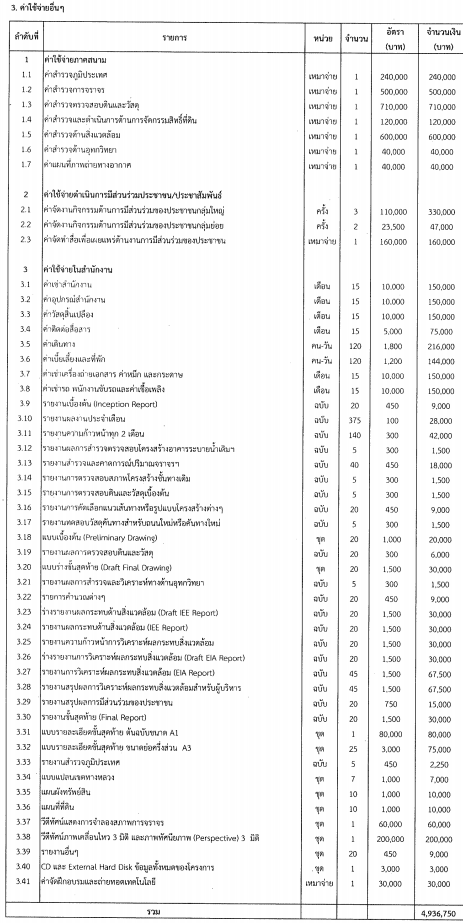 3. ค่าใช้จ่ายอื่นๆ
ลำดับที่ รายการ หน่วย จำนวน อัตรา (บาท) จำนวนเงิน (บาท)
1 ค่าใช้จ่ายภาคสนาม
1.1 ค่าสำรวจภูมิประเทศ เหมาจ่าย 1 240,000 240,000
1.2 ค่าสำรวจการจราจร เหมาจ่าย 1 500,000 500,000
1.3 ค่าสำรวจตรวจสอบดินและวัสดุ เหมาจ่าย 1 710,000 710,000
1.4 ค่าสำรวจและดำเนินการด้านการจัดกรรมสิทธิ์ที่ดิน เหมาจ่าย 1 120,000 120,000
1.5 ค่าสำรวจด้านสิ่งแวดล้อม เหมาจ่าย 1 600,000 600,000
1.6 ค่าสำรวจด้านอุทกวิทยา เหมาจ่าย 1 40,000 40,000
1.7 ค่าแผนที่ภาพถ่ายทางอากาศ เหมาจ่าย 1 40,000 40,000
2 ค่าใช้จ่ายดำเนินการมีส่วนร่วมประชาชน/ประชาสัมพันธ์
2.1 ค่าจัดงานกิจกรรมด้านการมีส่วนร่วมของประชาชนกลุ่มใหญ่ ครั้ง 3 110,000 330,000
2.2 ค่าจัดงานกิจกรรมด้านการมีส่วนร่วมของประชาชนกลุ่มย่อย ครั้ง 2 23,500 47,000
2.3 ค่าจัดทำสื่อเพื่อเผยแพร่ด้านงานการมีส่วนร่วมของประชาชน เหมาจ่าย 1 160,000 160,000
3 ค่าใช้จ่ายในสำนักงาน
3.1 ค่าเช่าสำนักงาน เดือน 15 10,000 150,000
3.2 ค่าอุปกรณ์สำนักงาน เดือน 15 10,000 150,000
3.3 ค่าวัสดุสิ้นเปลือง เดือน 15 10,000 150,000
3.4 ค่าติดต่อสื่อสาร เดือน 15 5,000 75,000
3.5 ค่าเดินทาง คน-วัน 120 1,800 216,000
3.6 ค่าเบี้ยเลี้ยงและที่พัก คน-วัน 120 1,200 144,000
3.7 ค่าเช่าเครื่องถ่ายเอกสาร ค่าหมึก และกระดาษ เดือน 15 10,000 150,000
3.8 ค่าเช่ารถ พนักงานขับรถและค่าเชื้อเพลิง เดือน 15 10,000 150,000
3.9 รายงานเบื้องต้น (Inception Report) ฉบับ 20 450 9,000
3.10 รายงานผลงานประจำเดือน ฉบับ 375 100 28,000
3.11 รายงานความก้าวหน้าทุก 2 เดือน ฉบับ 140 300 42,000
3.12 รายงานผลการสำรวจตรวจสอบโครงสร้างอาคารระบายน้ำเดิมฯ ฉบับ 5 300 1,500
3.13 รายงานสำรวจและคาดการณ์ปริมาณจราจรฯ ฉบับ 40 450 18,000
3.14 รายงานการตรวจสอบสภาพโครงสร้างชั้นทางเดิม ฉบับ 5 300 1,500
3.15 รายงานการตรวจสอบดินและวัสดุเบื้องต้น ฉบับ 5 300 1,500
3.16 รายงานการคัดเลือกแนวเส้นทางหรือรูปแบบโครงสร้างต่างๆ ฉบับ 20 450 9,000
3.17 รายงานทดสอบวัสดุคันทางสำหรับถนนใหม่หรือคันทางใหม่ ฉบับ 5 300 1,500
3.18 แบบเบื้องต้น (Preliminary Drawing) ชุด 20 1,000 20,000
3.19 รายงานผลการตรวจสอบดินและวัสดุ ฉบับ 20 300 6,000
3.20 แบบร่างขั้นสุดท้าย (Draft Final Drawing) ชุด 20 1,500 30,000
3.21 รายงานผลการสำรวจและวิเคราะห์ทางด้านอุทกวิทยา ฉบับ 5 300 1,500
3.22 รายการคำนวณต่างๆ ฉบับ 20 450 9,000
3.23 ร่างรายงานผลกระทบด้านสิ่งแวดล้อม (Draft IEE Report) ฉบับ 20 1,500 30,000
3.24 รายงานผลกระทบด้านสิ่งแวดล้อม (IEE Report) ฉบับ 20 1,500 30,000
3.25 รายงานความก้าวหน้าการวิเคราะห์ผลกระทบสิ่งแวดล้อม ฉบับ 20 1,500 30,000
3.26 ร่างรายงานการวิเคราะห์ผลกระทบสิ่งแวดล้อม (Draft EIA Report) ฉบับ 20 1,500 30,000
3.27 รายงานการวิเคราะห์ผลกระทบสิ่งแวดล้อม (EIA Report) ฉบับ 45 1,500 67,500
3.28 รายงานสรุปผลการวิเคราะห์ผลกระทบสิ่งแวดล้อมสำหรับผู้บริหาร ฉบับ 45 1,500 67,500
3.29 รายงานสรุปผลการมีส่วนร่วมของประชาชน ฉบับ 20 750 15,000
3.30 รายงานขั้นสุดท้าย (Final Report) ฉบับ 20 1,500 30,000
3.31 แบบรายละเอียดขั้นสุดท้าย ต้นฉบับขนาด A1 ชุด 1 80,000 80,000
3.32 แบบรายละเอียดขั้นสุดท้าย ขนาดย่อครึ่งส่วน A3 ชุด 25 3,000 75,000
3.33 รายงานสำรวจภูมิประเทศ ฉบับ 5 450 2,250
3.34 แบบแปลนเขตทางหลวง ชุด 7 1,000 7,000
3.35 แผนผังทรัพย์สิน ชุด 10 1,000 10,000
3.36 แผนที่ที่ดิน ชุด 10 1,000 10,000
3.37 วีดีทัศน์แสดงการจำลองสภาพการจราจร ชุด 1 60,000 60,000
3.38 วีดีทัศน์ภาพเคลื่อนไหว 3 มิติ และภาพทัศนียภาพ (Perspective) 3 มิติ ชุด 1 200,000 200,000
3.39 รายงานอื่นๆ ชุด 20 450 9,000
3.40 CD และ External Hard Disk ข้อมูลทั้งหมดของโครงการ ชุด 1 3,000 3,000
3.41 ค่าจัดฝึกอบรมและถ่ายทอดเทคโนโลยี เหมาจ่าย 1 30,000 30,000
รวม 4,936,750